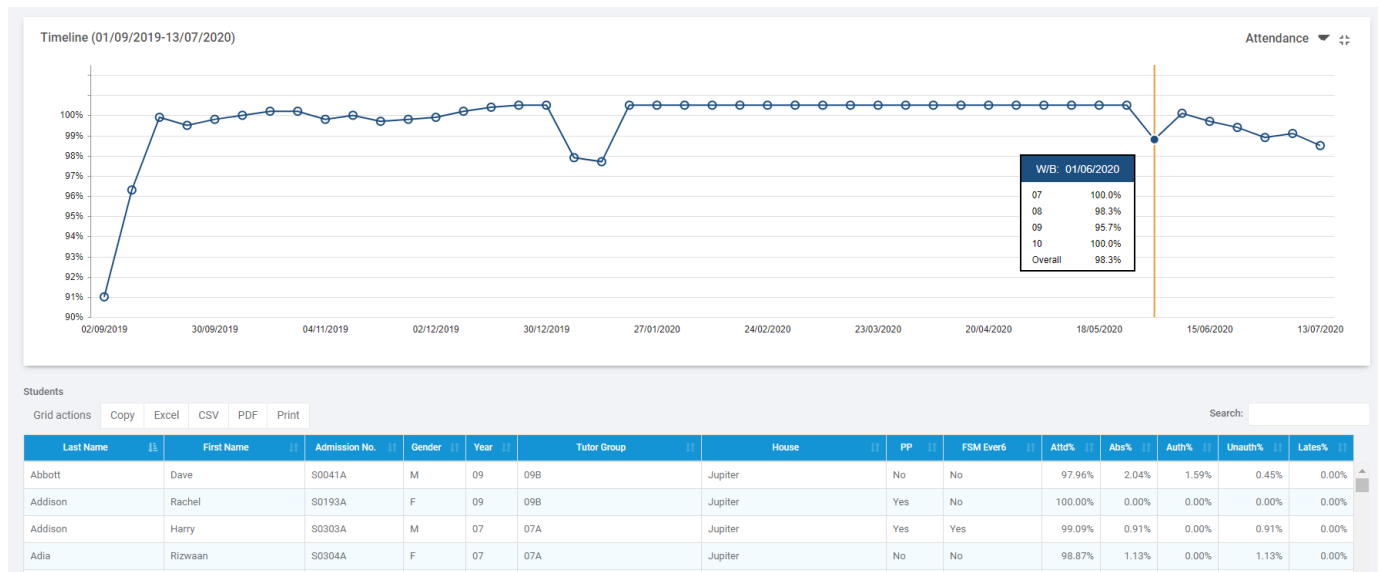 Timeline (01/09/2019-13/07/2020)
Attendance
100%
99%
98%
97%
96%
95%
94%
93%
92%
91%
90%
W/B: 01/06/2020
07 100.0%
08 98.3%
09 95.7%
10 100.0%
Overall 98.3%
02/09/2019 30/09/2019 04/11/2019 02/12/2019 30/12/2019 27/01/2020 24/02/2020 23/03/2020 20/04/2020 18/05/2020 15/06/2020 13/07/2020
Students
Grid actions Copy Excel CSV PDF Print Search:
Last Name First Name Admission No. Gender Year Tutor Group House PP FSM Ever6 Attd% Abs% Auth% Unauth% Lates%
Abbott Dave S0041A M 09 09B Jupiter No No 97.96% 2.04% 1.59% 0.45% 0.00%
Addison Rachel S0193A F 09 09B Jupiter Yes No 100.00% 0.00% 0.00% 0.00% 0.00%
Addison Harry S0303A M 07 07A Jupiter Yes Yes 99.09% 0.91% 0.00% 0.91% 0.00%
Adia Rizwaan S0304A F 07 07A Jupiter No No 98.87% 1.13% 0.00% 1.13% 0.00%